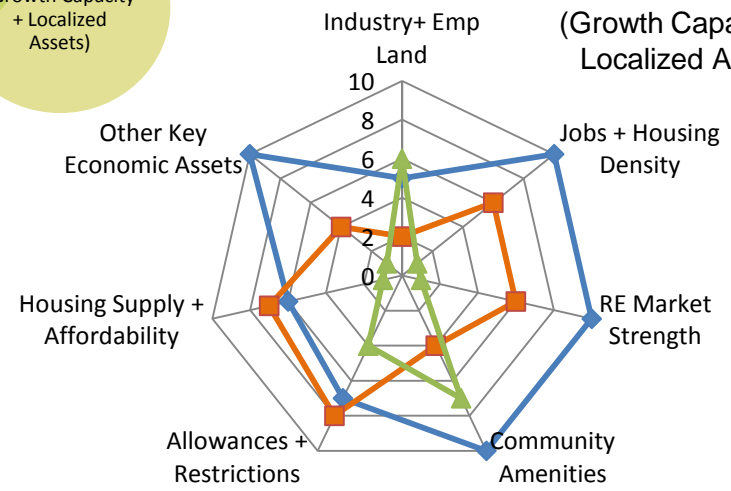 Capacity
+ Localized
Assets)
(Growth
Localized
Industry+ Emp
Land
10
8
6
4
2
0
Other Key
Economic Assets
Jobs + Housing
Density
Housing Supply +
Affordability
RE Market
Strength
Allowances +
Restrictions
Community
Amenities